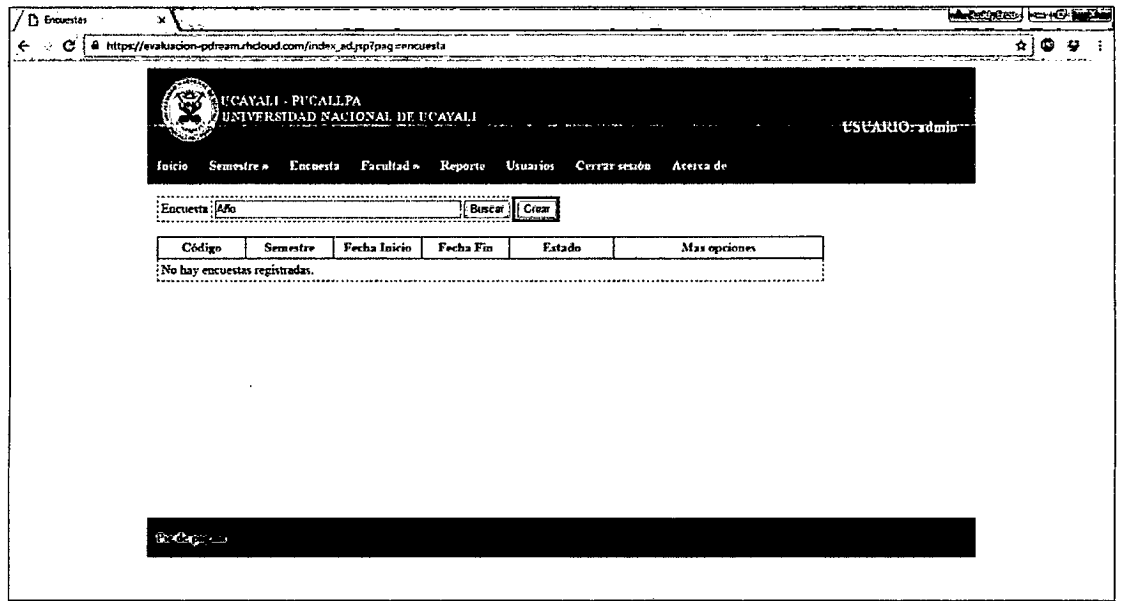 Encuestas
https://evaluacion-pdream.rhcloud.com/index_ad.jsp?pag=encuesta
UCAYALI - PUCALLPA
UNIVERSIDAD NACIONAL DE UCAYALI
USUARIO: admin
Inicio Semestre » Encuesta Facultad » Reporte Usuarios Cerrar sesión Acerca de
Encuesta Año Buscar Crear
Código Semestre Fecha Inicio Fecha Fin Estado Mas opciones
No hay encuestas registradas.